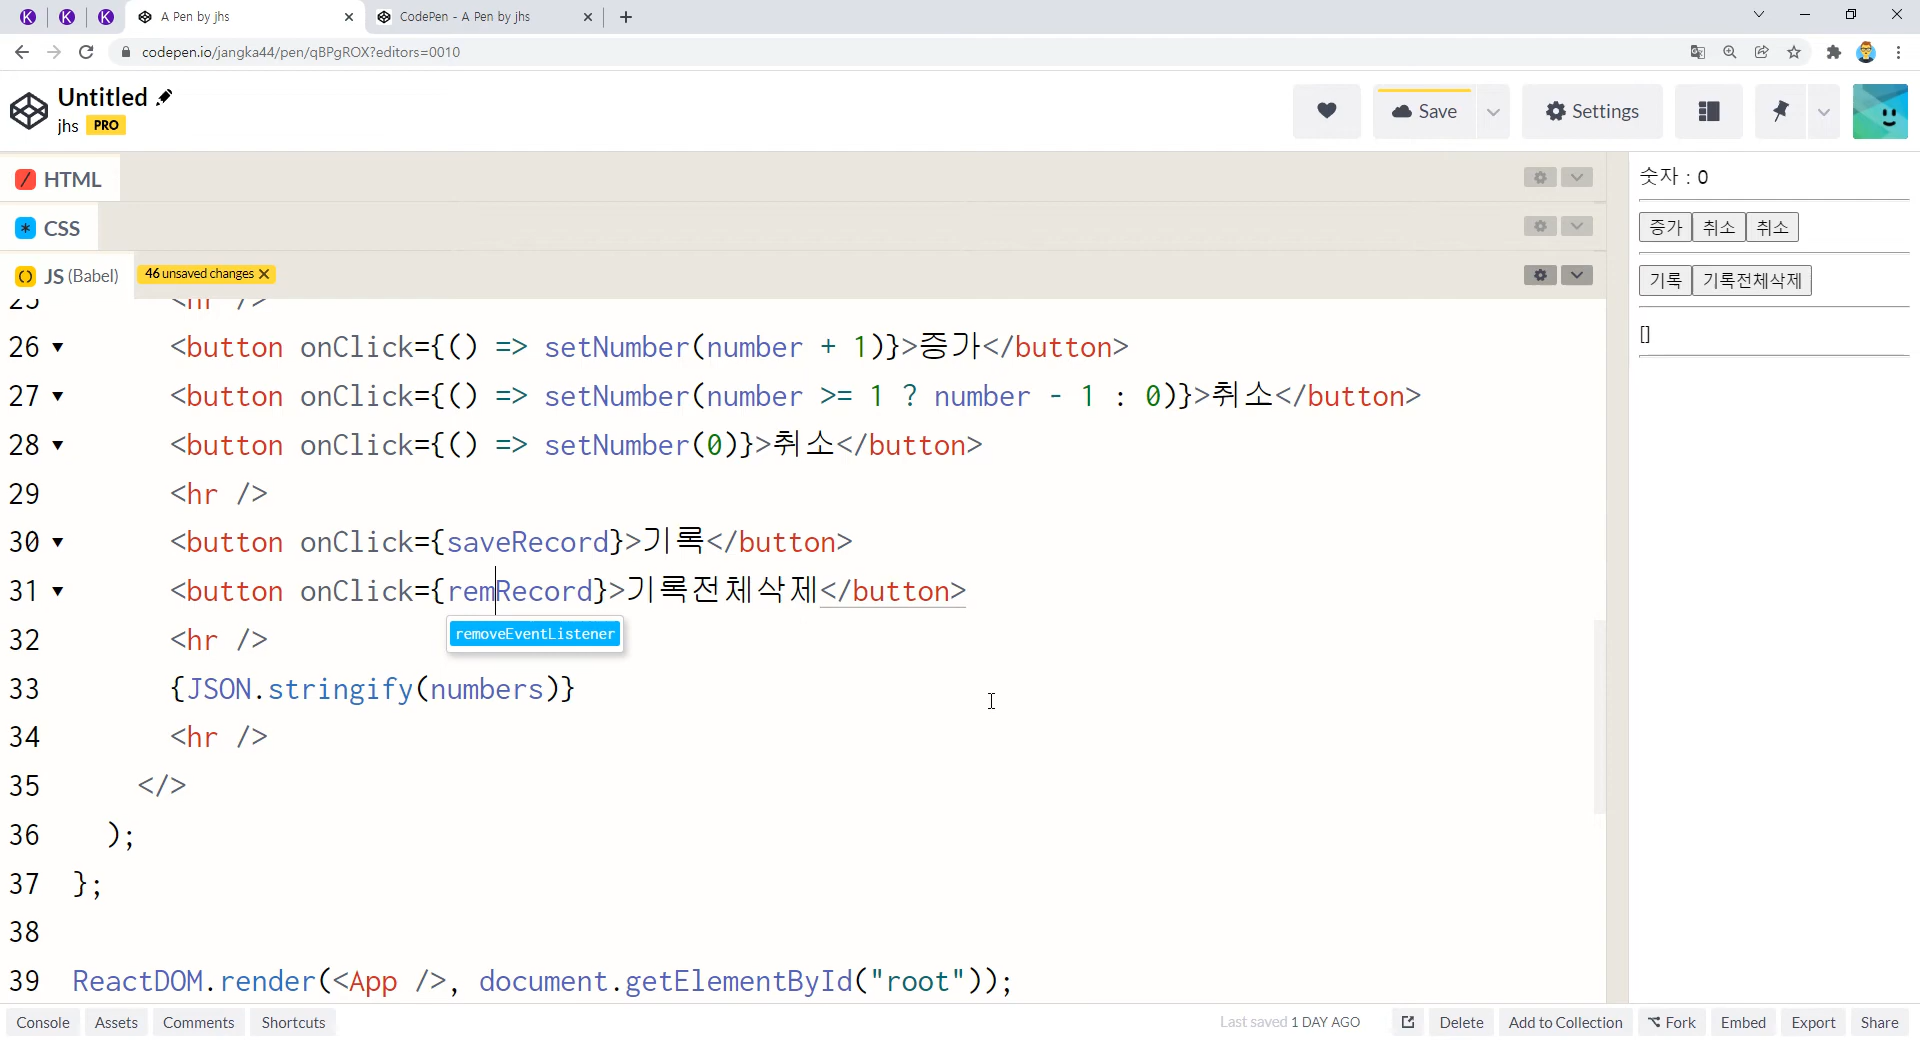 A Pen by jhs
CodePen - A Pen by jhs
codepen.io/jangka44/pen/qBPgROX?editors=0010
Untitled
jhs PRO
Save
Settings
HTML
CSS
JS (Babel)
46 unsaved changes
25 <hr />
26 <button onClick={() => setNumber(number + 1)}>증가</button>
27 <button onClick={() => setNumber(number >= 1 ? number - 1 : 0)}>취소</button>
28 <button onClick={() => setNumber(0)}>취소</button>
29 <hr />
30 <button onClick={saveRecord}>기록</button>
31 <button onClick={remRecord}>기록전체삭제</button>
removeEventListener
32 <hr />
33 {JSON.stringify(numbers)}
34 <hr />
35 </>
36 );
37 };
38
39 ReactDOM.render(<App />, document.getElementById("root"));
숫자 : 0
증가 취소 취소
기록 기록전체삭제
[]
Console Assets Comments Shortcuts
Last saved 1 DAY AGO
Delete Add to Collection Fork Embed Export Share